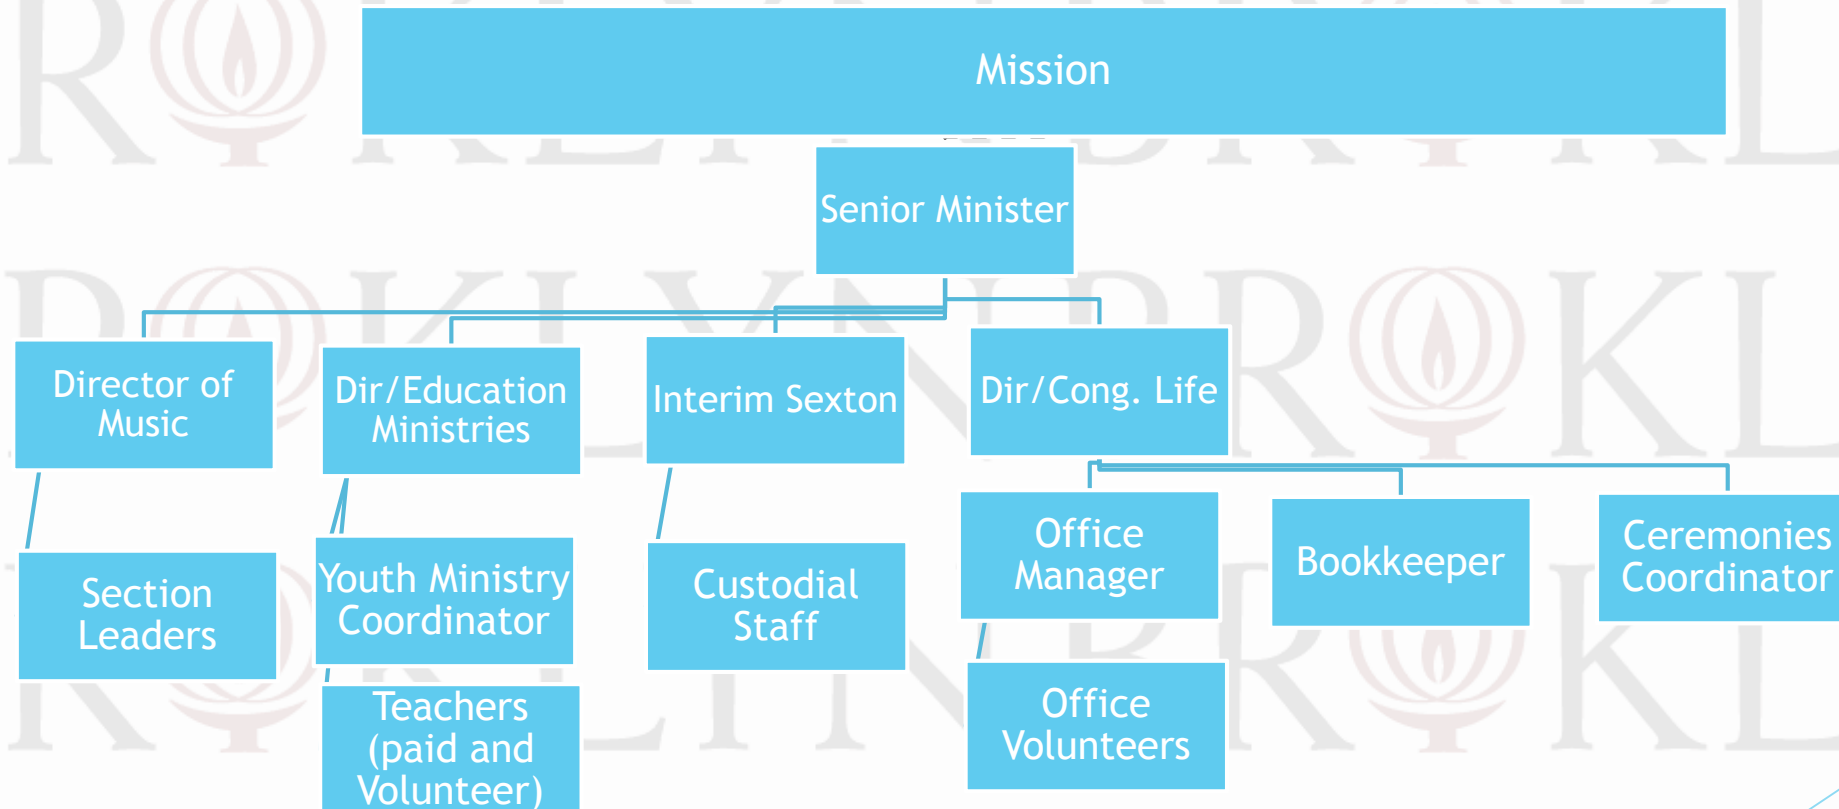 Mission
Senior Minister
Director of
Music
Dir/Education
Ministries
Interim Sexton
Dir/Cong. Life
Section
Leaders
Youth Ministry
Coordinator
Teachers
(paid and
Volunteer)
Custodial
Staff
Office
Manager
Office
Volunteers
Bookkeeper
Ceremonies
Coordinator